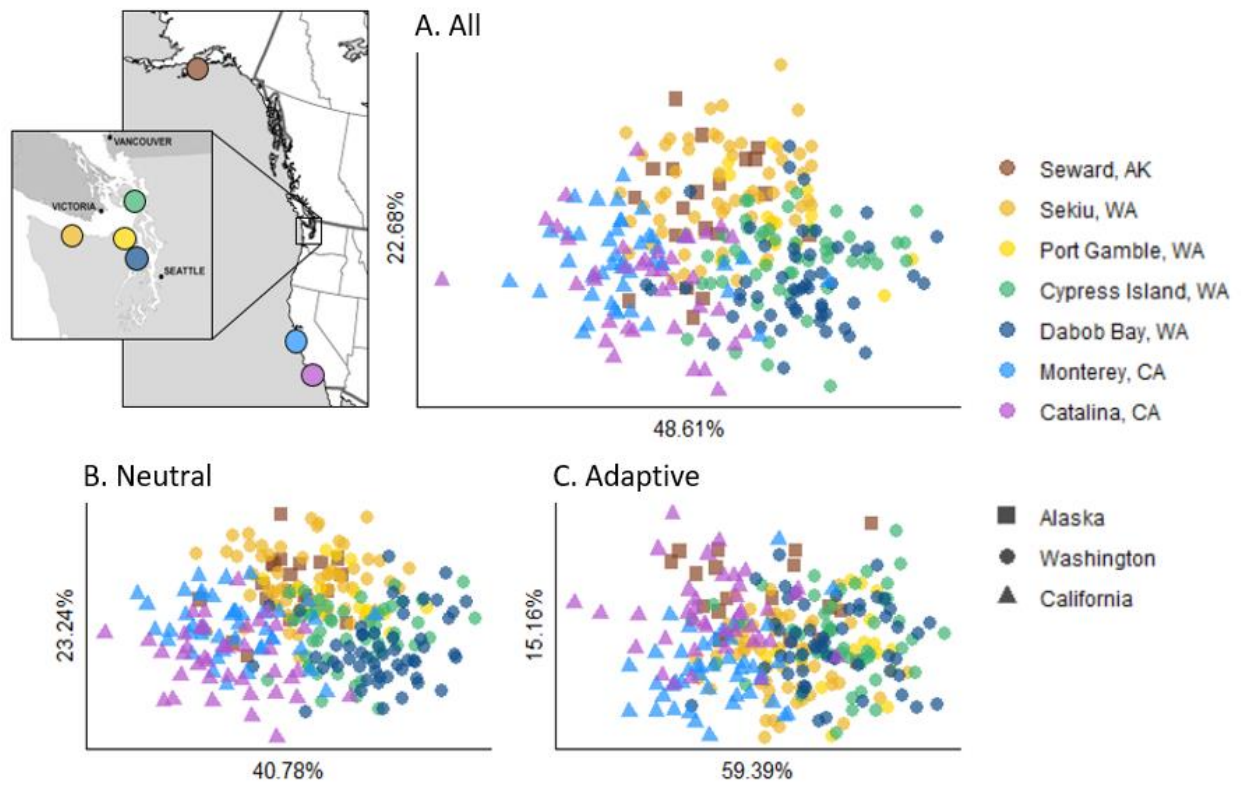 A. All
VANCOUVER
VICTORIA
SEATTLE
22.68%
48.61%
Seward, AK
Sekiu, WA
Port Gamble, WA
Cypress Island, WA
Dabob Bay, WA
Monterey, CA
Catalina, CA
B. Neutral
23.24%
40.78%
C. Adaptive
15.16%
59.39%
Alaska
Washington
California